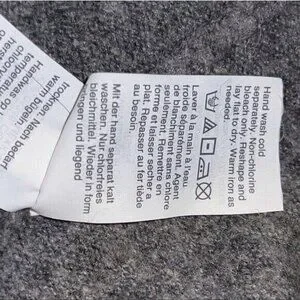 Hand wash cold
separately. Non-chlorine
bleach only. Reshape and
lay flat to dry. Warm iron as
needed.
Laver à la main à l'eau
froide séparément. Agent
de blanchiment sans chlore
seulement. Remettre en
forme et laisser sécher a
plat. Repasser au fer tiède
au besoin.
Mit der hand separat kalt
waschen. Nur chlorfreies
bleichmittel. Wieder in form
und liegend
trocknen. nach bedarf
warm bügeln.